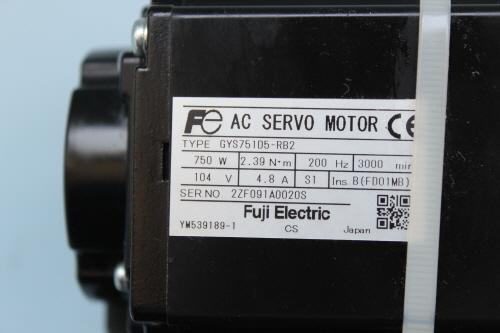 Fe AC SERVO MOTOR CE
TYPE GYS751D5-RB2
750 W 2.39 N·m 200 Hz 3000 min
104 V 4.8 A S1 Ins. B(FD01MB)
SER.NO. 2ZF091A0020S
Fuji Electric
YM539189-1 CS Japan